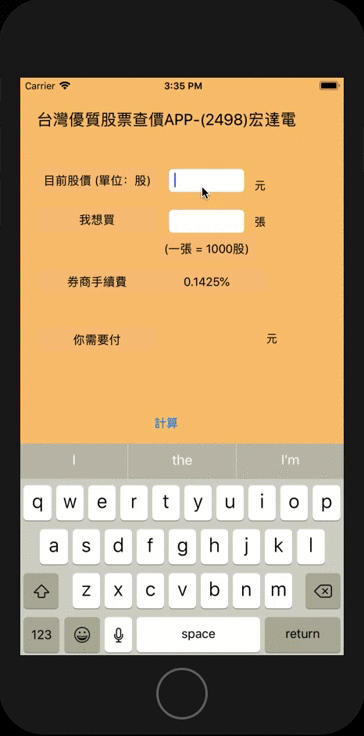 Carrier 3:35 PM
台灣優質股票查價APP-(2498)宏達電
目前股價 (單位：股) 元
我想買 張
(一張 = 1000股)
券商手續費 0.1425%
你需要付 元
計算
I the I'm
q w e r t y u i o p
a s d f g h j k l
z x c v b n m
123 space return